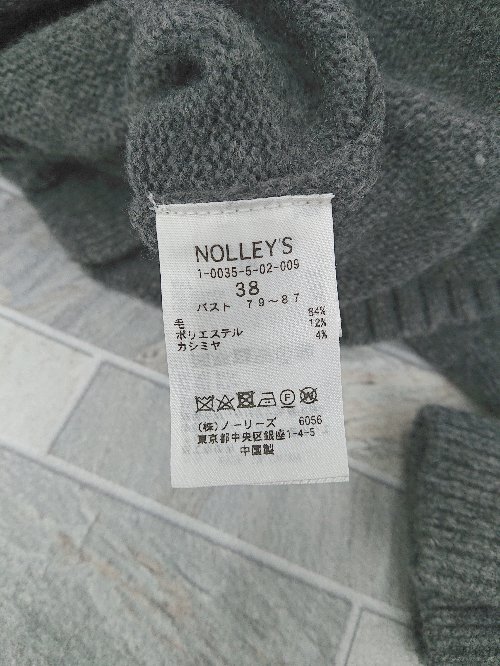 NOLLEY'S
1-0035-5-02-009
38
バスト 79〜87
毛 84%
ポリエステル 12%
カシミヤ 4%
(株)ノーリーズ 6056
東京都中央区銀座1-4-5
中国製